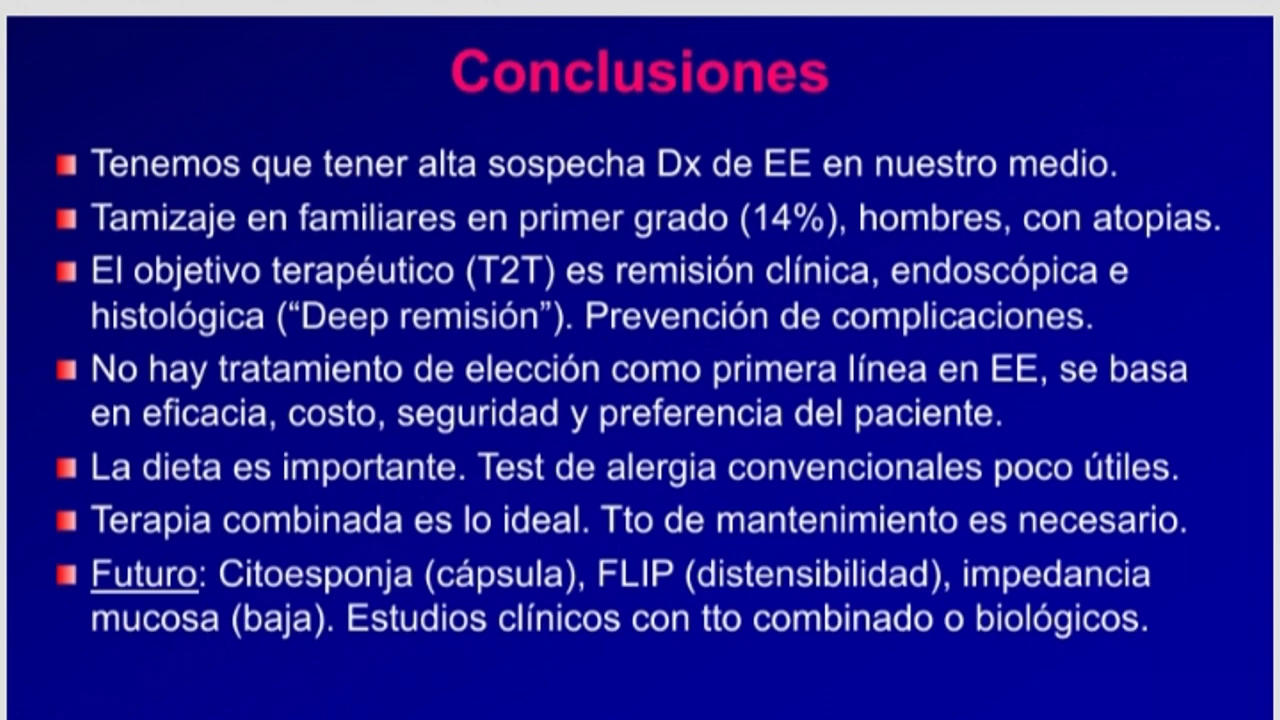 Conclusiones
Tenemos que tener alta sospecha Dx de EE en nuestro medio.
Tamizaje en familiares en primer grado (14%), hombres, con atopias.
El objetivo terapéutico (T2T) es remisión clínica, endoscópica e
histológica (“Deep remisión”). Prevención de complicaciones.
No hay tratamiento de elección como primera línea en EE, se basa
en eficacia, costo, seguridad y preferencia del paciente.
La dieta es importante. Test de alergia convencionales poco útiles.
Terapia combinada es lo ideal. Tto de mantenimiento es necesario.
Futuro: Citoesponja (cápsula), FLIP (distensibilidad), impedancia
mucosa (baja). Estudios clínicos con tto combinado o biológicos.